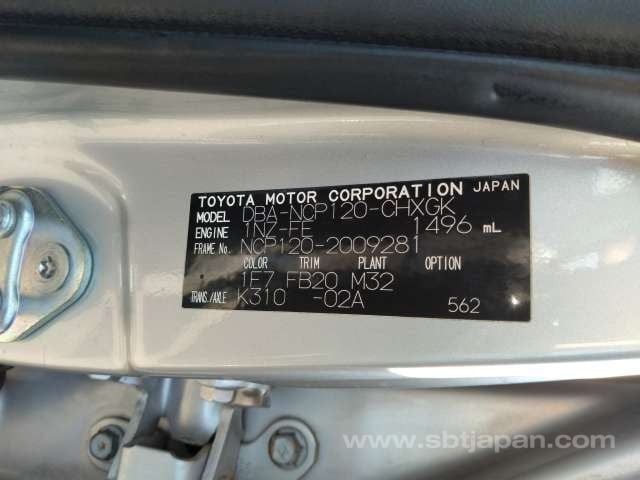 TOYOTA MOTOR CORPORATION JAPAN
MODEL DBA-NCP120-CHXGK
ENGINE 1NZ-FE 1496 mL
FRAME No. NCP120-2009281
COLOR TRIM PLANT OPTION
1E7 FB20 M32
TRANS./AXLE K310 -02A 562
www.sbtjapan.com